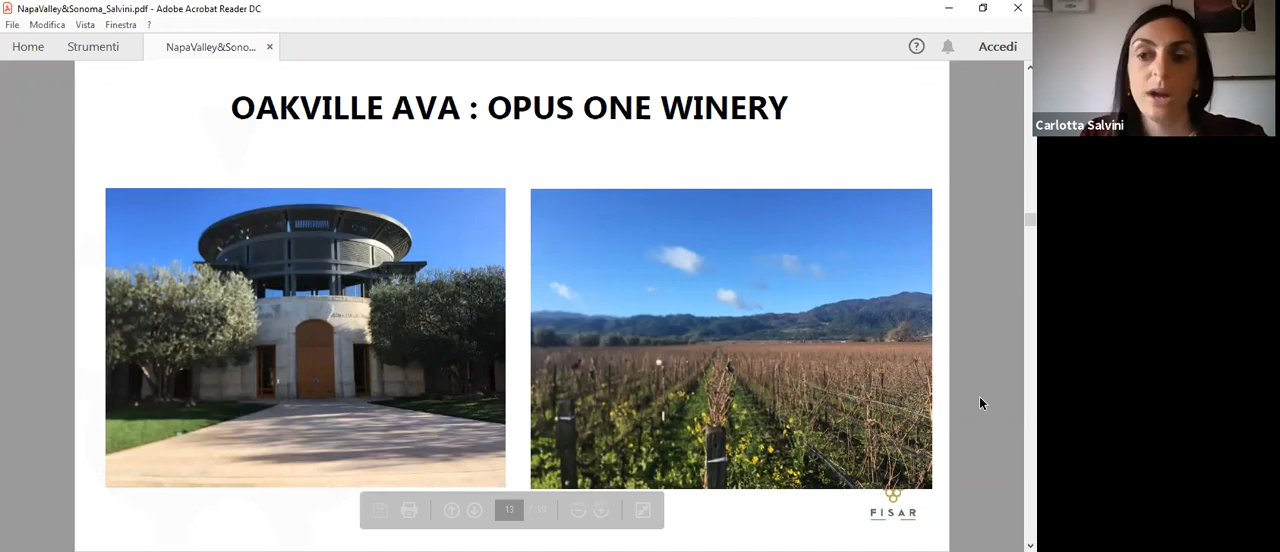 NapaValley&Sonoma_Salvini.pdf - Adobe Acrobat Reader DC
File Modifica Vista Finestra ?
Home Strumenti NapaValley&Sono... × Accedi
Carlotta Salvini
OAKVILLE AVA : OPUS ONE WINERY
13
FISAR